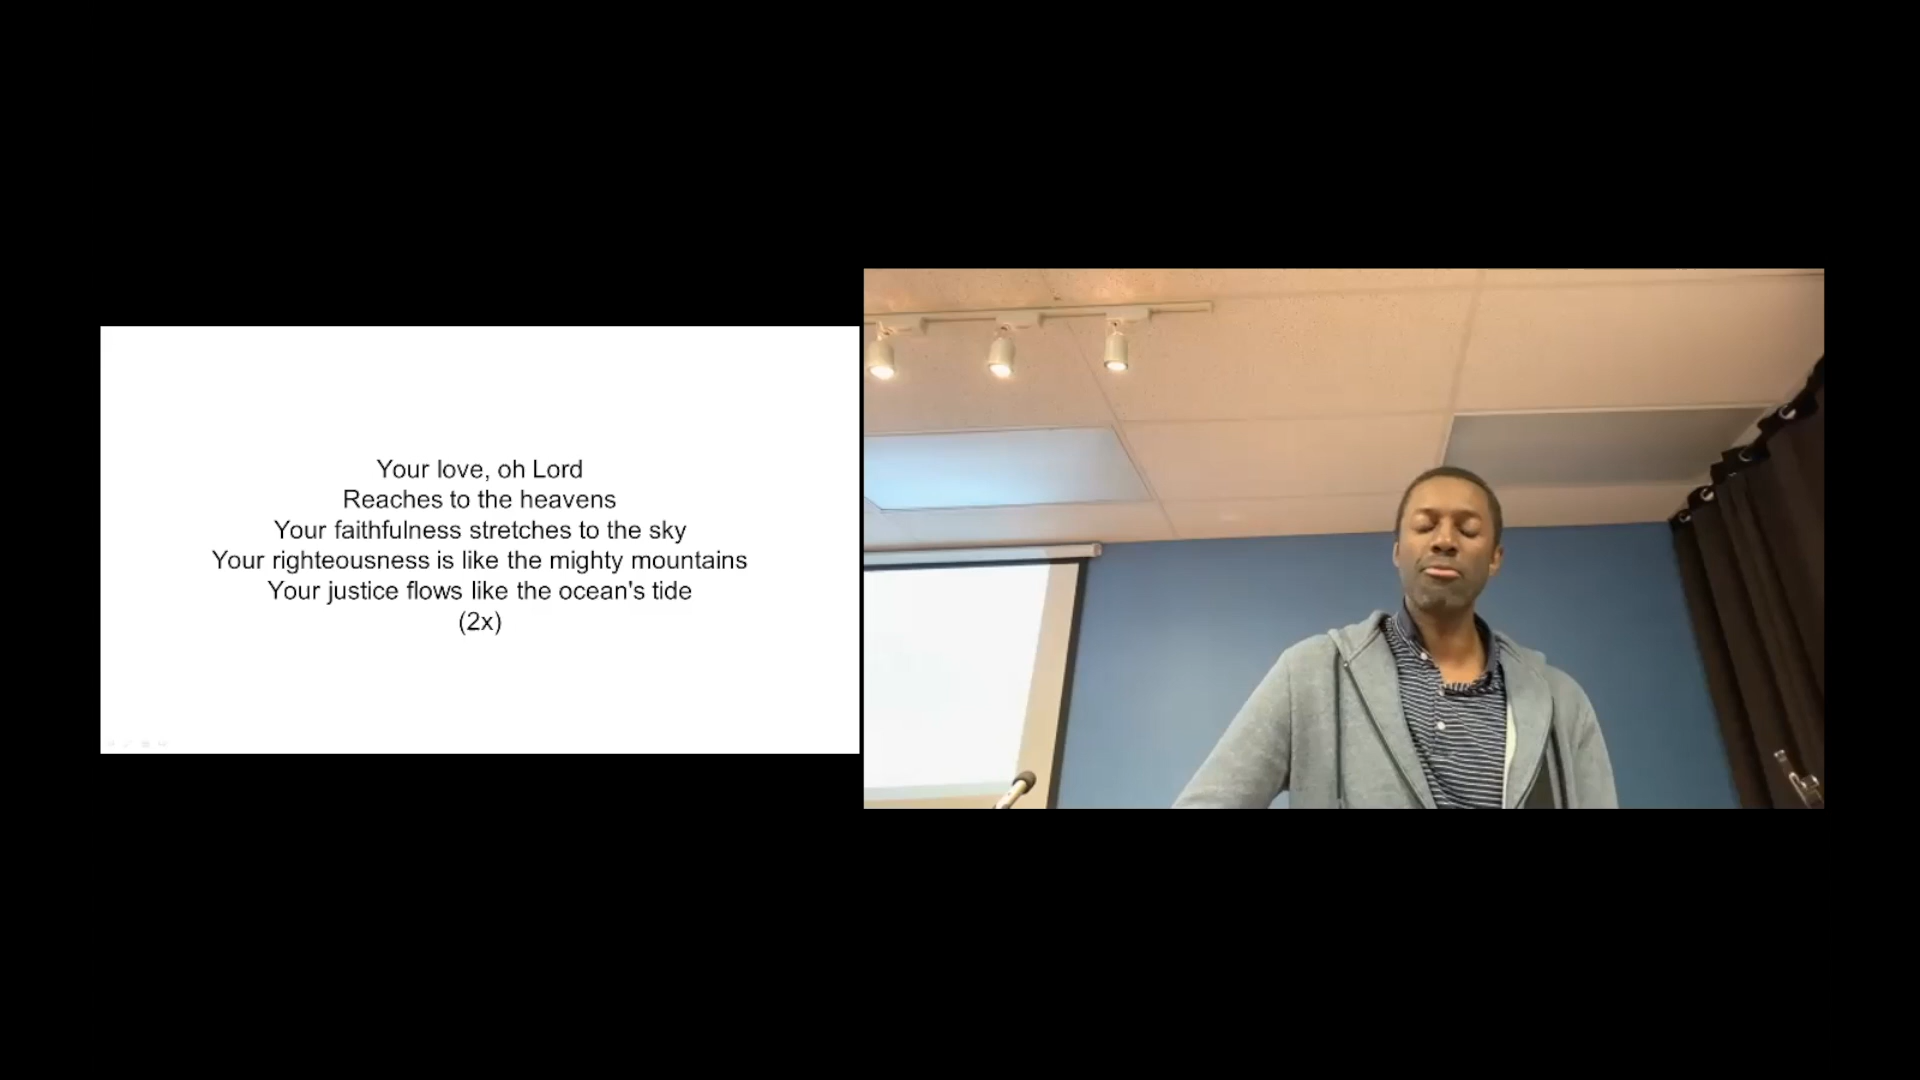 Your love, oh Lord
Reaches to the heavens
Your faithfulness stretches to the sky
Your righteousness is like the mighty mountains
Your justice flows like the ocean's tide
(2x)